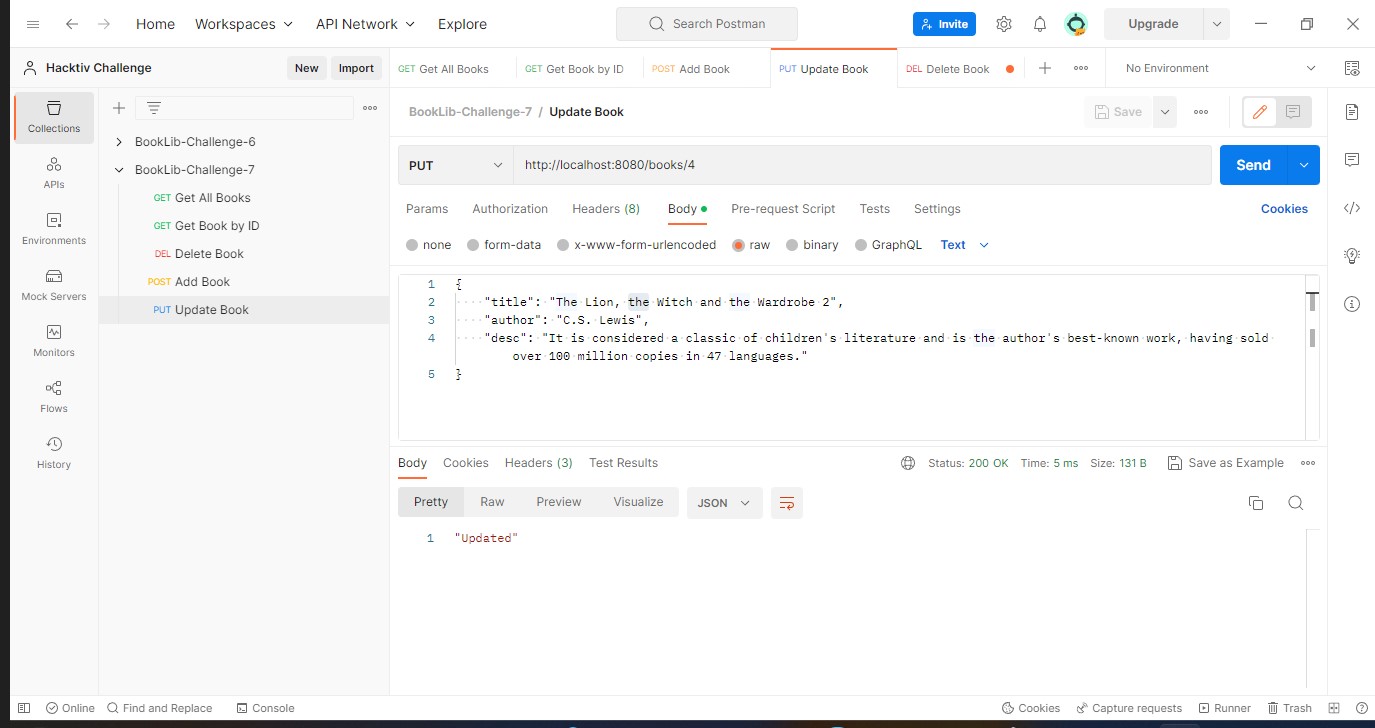 Home Workspaces API Network Explore Search Postman Invite Upgrade
Hacktiv Challenge New Import GET Get All Books GET Get Book by ID POST Add Book PUT Update Book DEL Delete Book No Environment
Collections
APIs
Environments
Mock Servers
Monitors
Flows
History
BookLib-Challenge-6
BookLib-Challenge-7
GET Get All Books
GET Get Book by ID
DEL Delete Book
POST Add Book
PUT Update Book
BookLib-Challenge-7 / Update Book Save
PUT http://localhost:8080/books/4 Send
Params Authorization Headers (8) Body Pre-request Script Tests Settings Cookies
none form-data x-www-form-urlencoded raw binary GraphQL Text
1 {
2 "title": "The Lion, the Witch and the Wardrobe 2",
3 "author": "C.S. Lewis",
4 "desc": "It is considered a classic of children's literature and is the author's best-known work, having sold
over 100 million copies in 47 languages."
5 }
Body Cookies Headers (3) Test Results Status: 200 OK Time: 5 ms Size: 131 B Save as Example
Pretty Raw Preview Visualize JSON
1 "Updated"
Online Find and Replace Console Cookies Capture requests Runner Trash